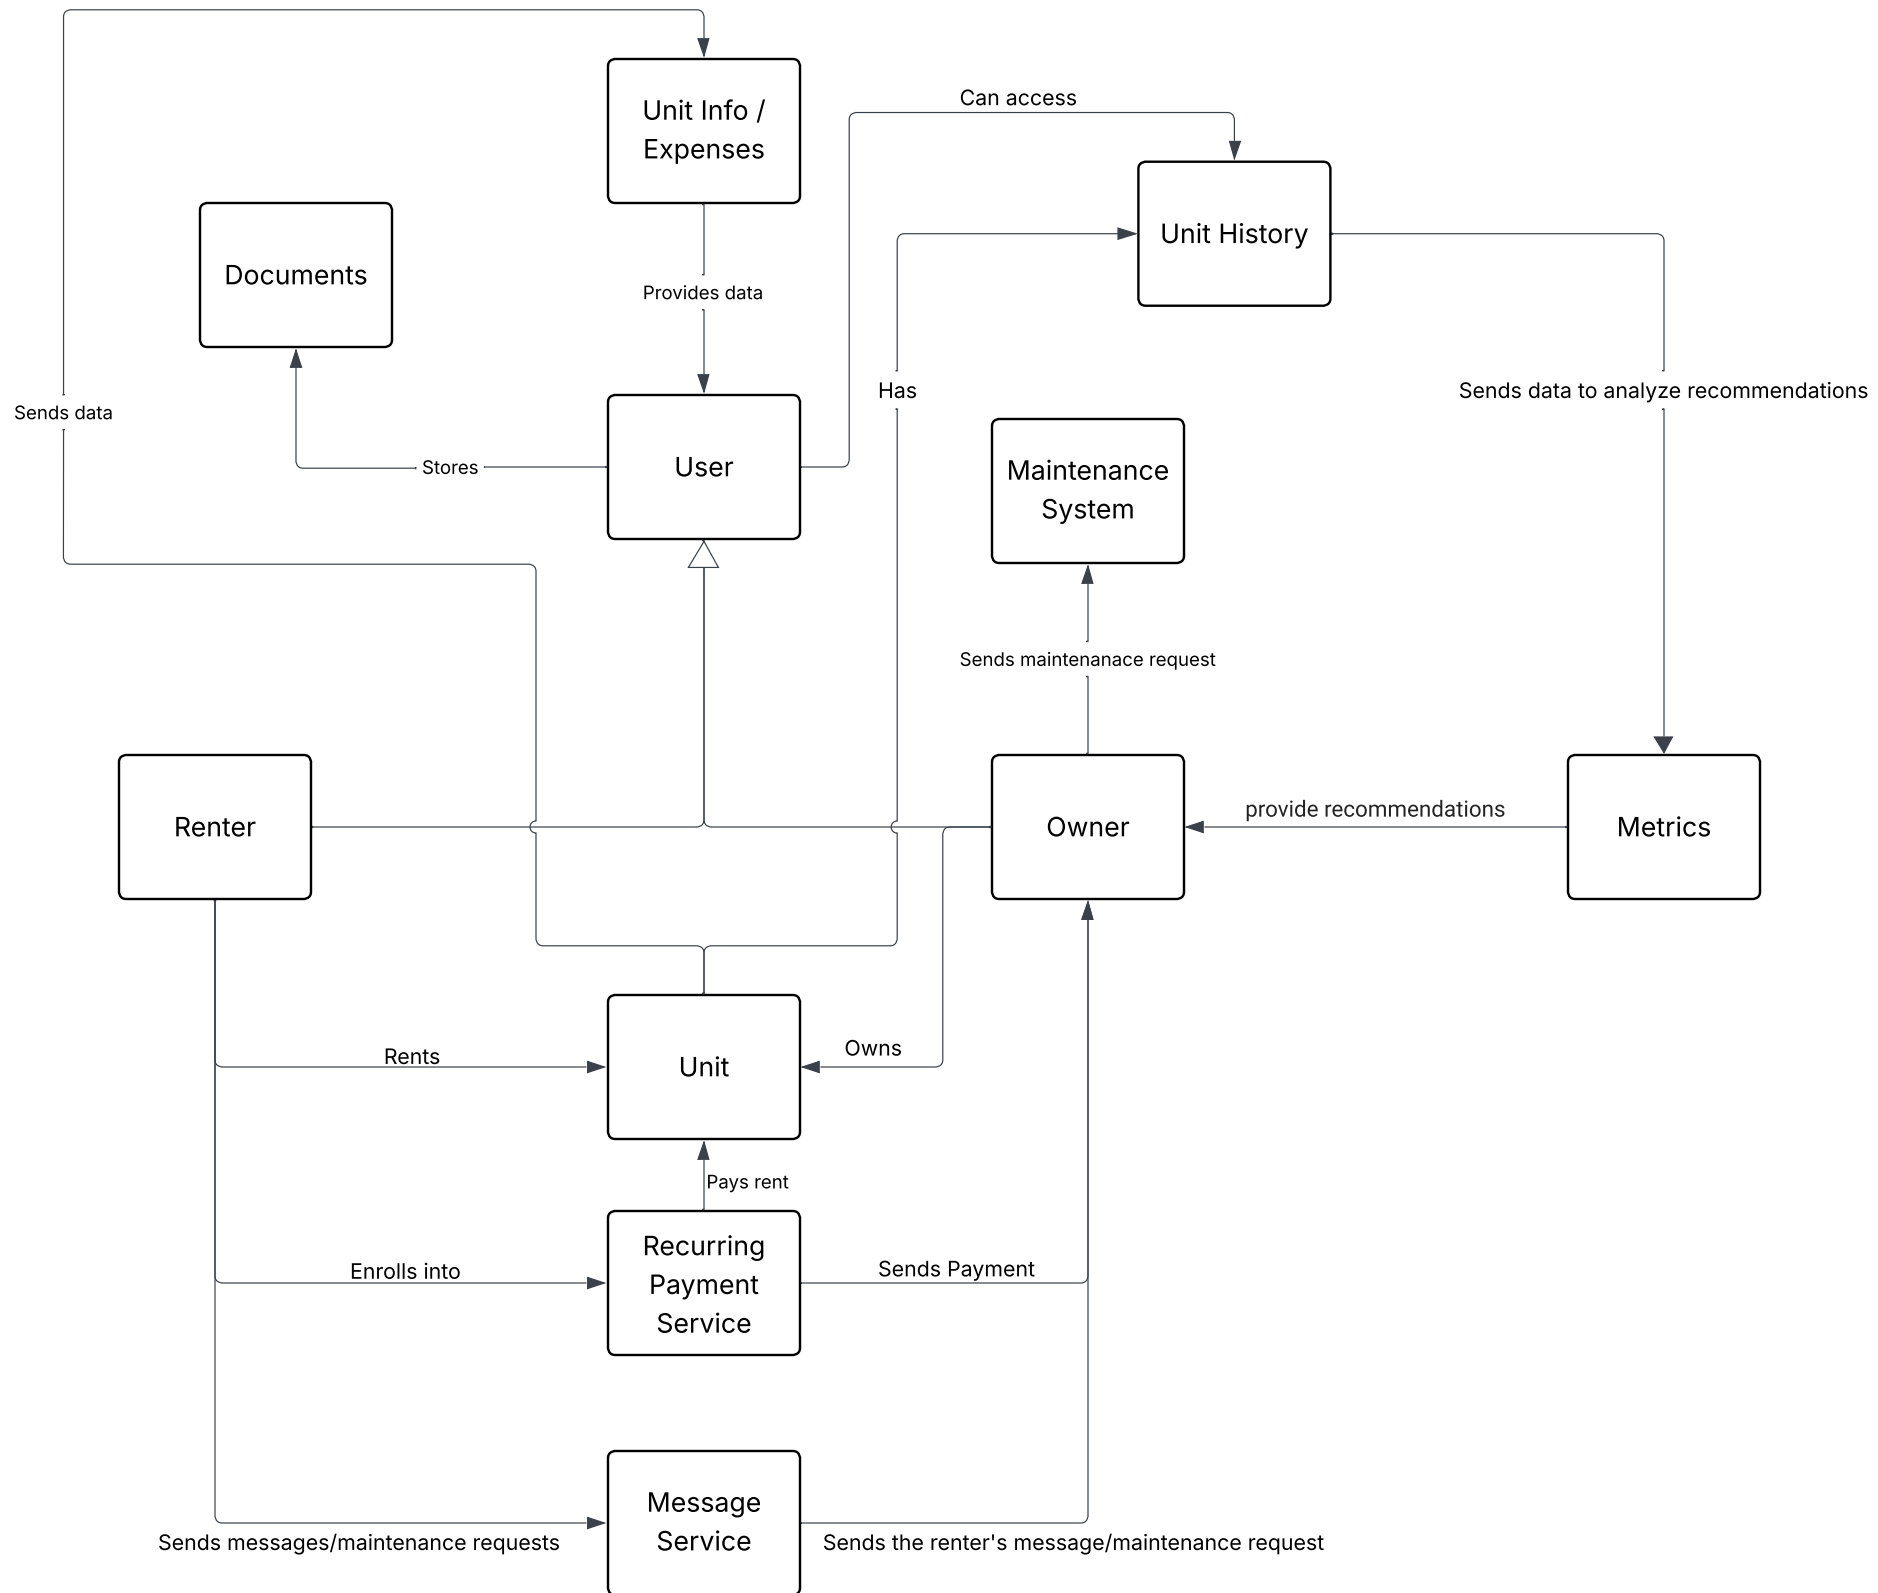 Unit Info /
Expenses
Can access
Unit History
Documents
Provides data
Has
Sends data to analyze recommendations
Sends data
Stores
User
Maintenance
System
Sends maintenanace request
Renter
Owner
provide recommendations
Metrics
Rents
Unit
Owns
Pays rent
Recurring
Payment
Service
Enrolls into
Sends Payment
Message
Service
Sends messages/maintenance requests
Sends the renter's message/maintenance request